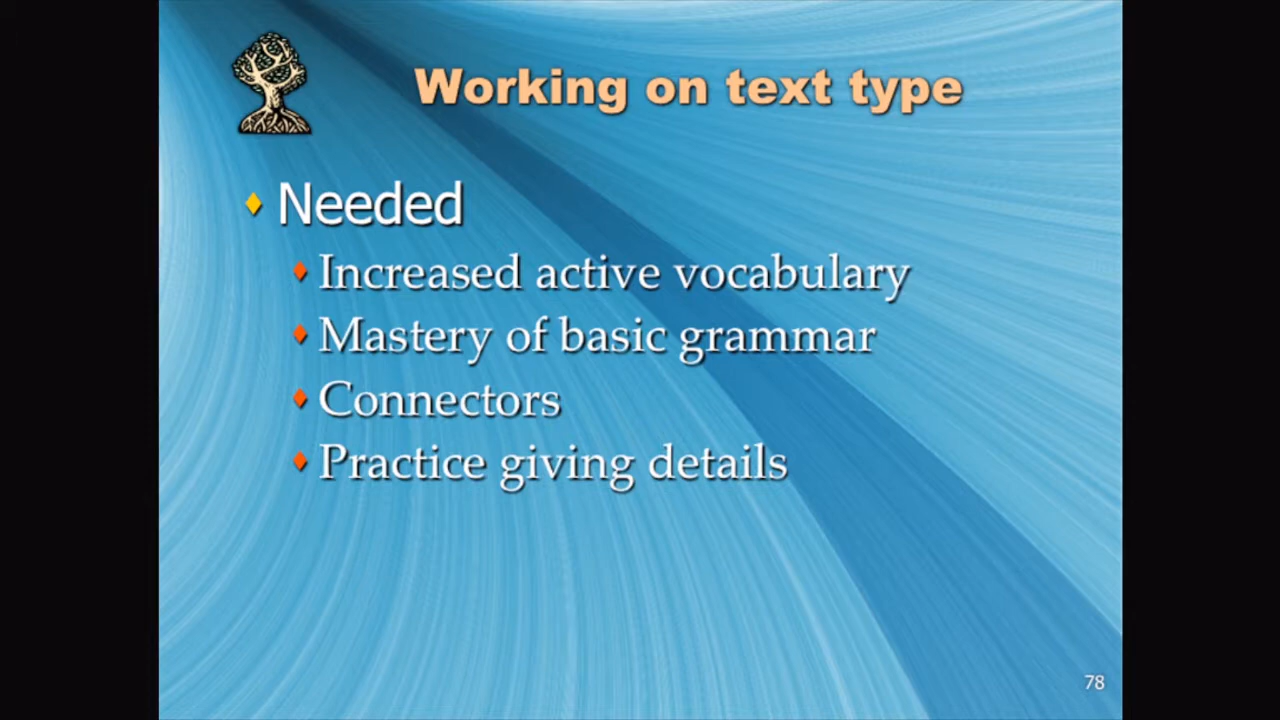 Working on text type
Needed
Increased active vocabulary
Mastery of basic grammar
Connectors
Practice giving details
78